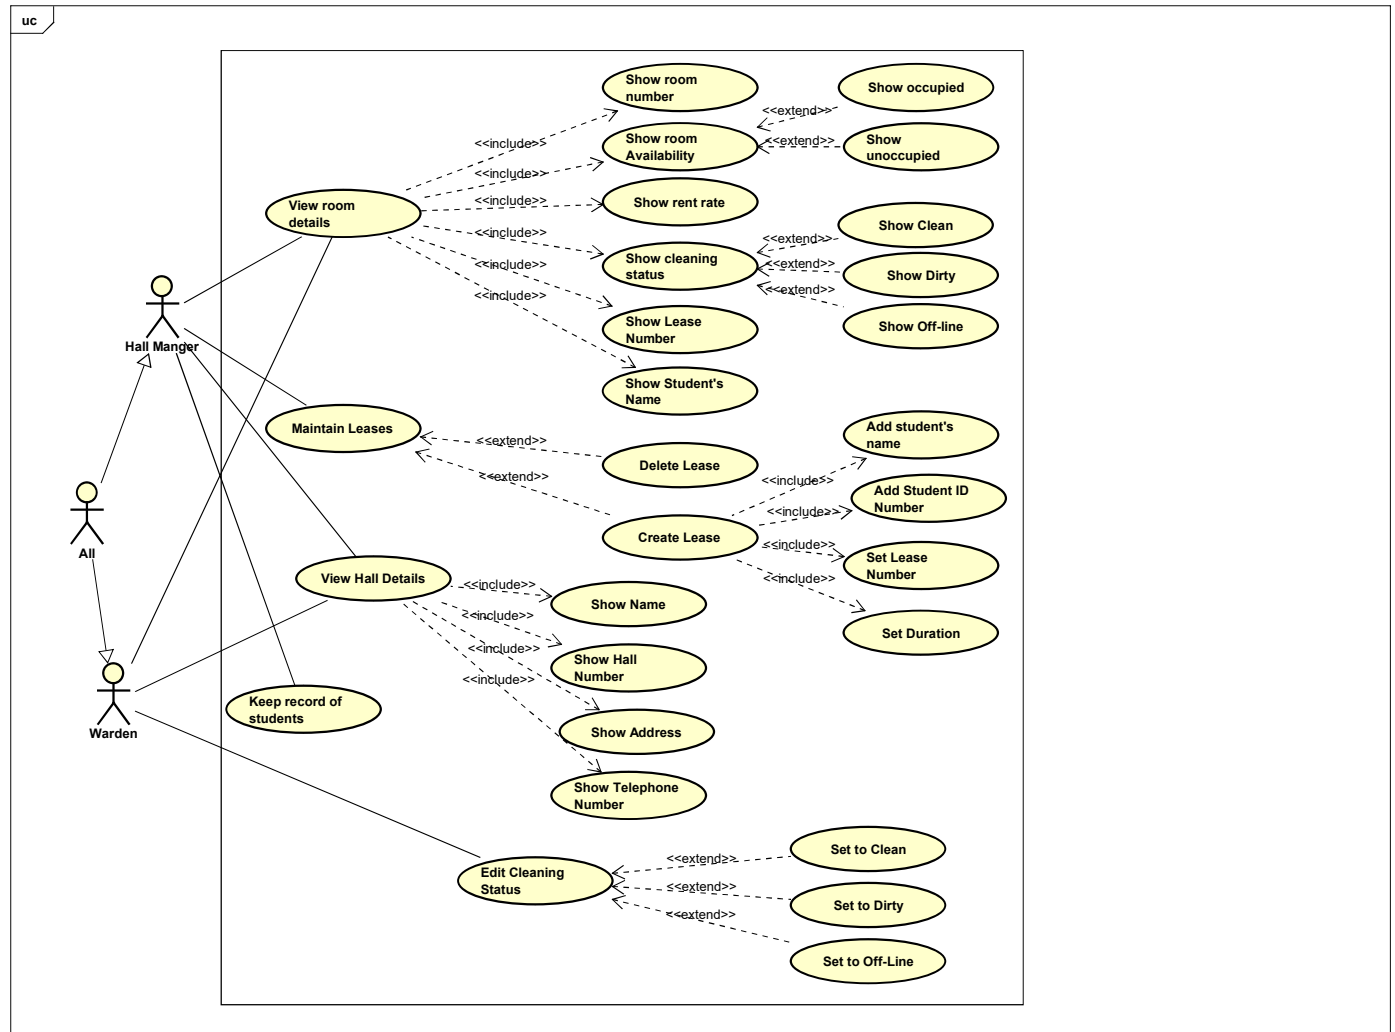 uc
Show room
number
Show occupied
<<extend>>
<<include>>
Show room
Availability
<<extend>>
Show
unoccupied
<<include>>
View room
details
<<include>>
Show rent rate
<<include>>
Show Clean
<<extend>>
Show cleaning
status
<<extend>>
Show Dirty
<<include>>
<<extend>>
<<include>>
Show Lease
Number
Show Off-line
Hall Manger
Show Student's
Name
Maintain Leases
<<extend>>
Add student's
name
Delete Lease
<<extend>>
<<include>>
Add Student ID
Number
<<include>>
Create Lease
<<include>>
Set Lease
Number
All
View Hall Details
<<include>>
<<include>>
Show Name
<<include>>
Set Duration
<<include>>
Show Hall
Number
<<include>>
Keep record of
students
Show Address
Warden
Show Telephone
Number
Set to Clean
<<extend>>
Edit Cleaning
Status
<<extend>>
Set to Dirty
<<extend>>
Set to Off-Line